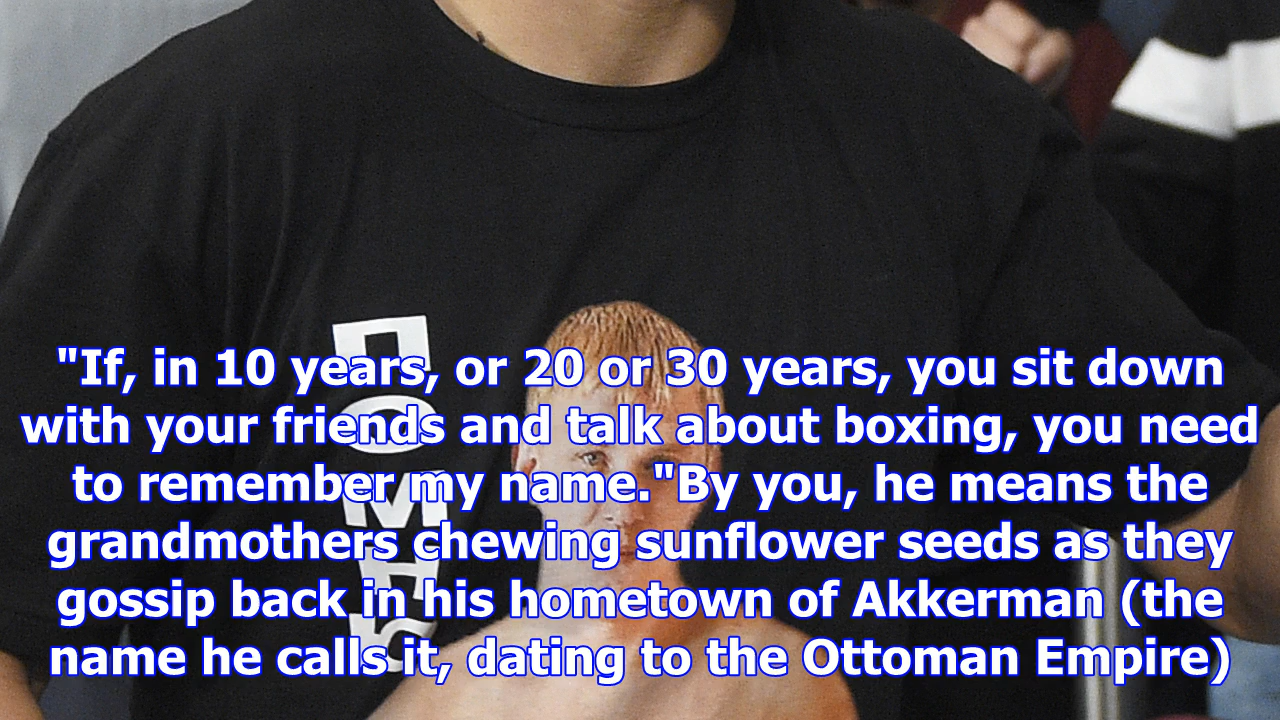 "If, in 10 years, or 20 or 30 years, you sit down
with your friends and talk about boxing, you need
to remember my name."By you, he means the
grandmothers chewing sunflower seeds as they
gossip back in his hometown of Akkerman (the
name he calls it, dating to the Ottoman Empire)